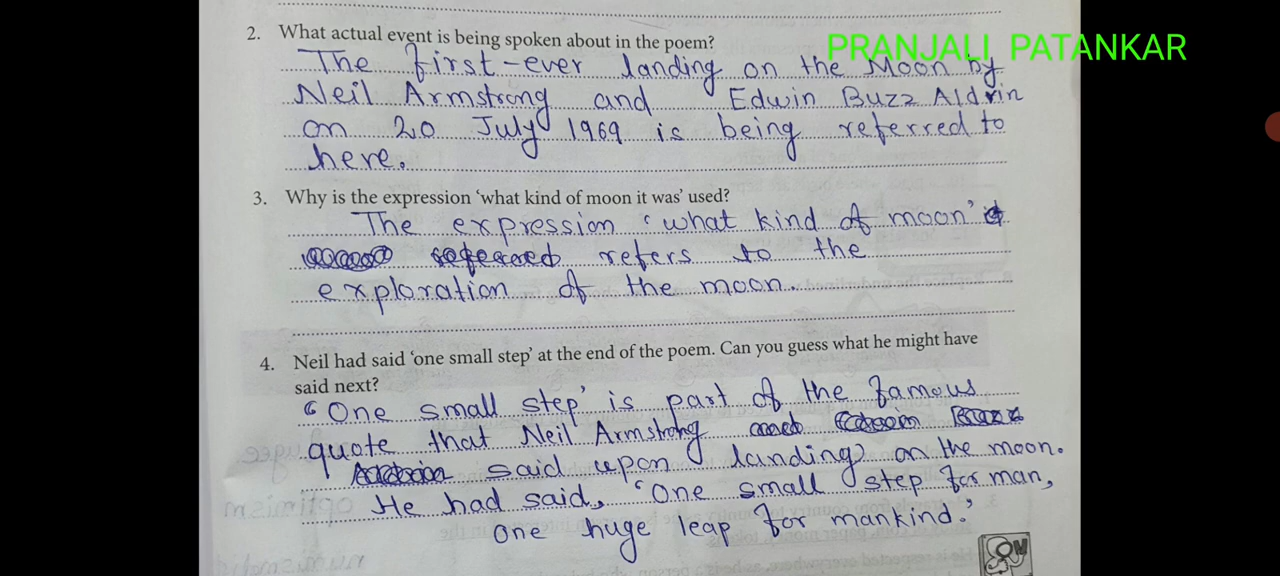 PRANJALI PATANKAR
2. What actual event is being spoken about in the poem?
The first-ever landing on the Moon by
Neil Armstrong and Edwin Buzz Aldrin
on 20 July 1969 is being referred to
here.
3. Why is the expression 'what kind of moon it was' used?
The expression 'what kind of moon'
refers to the
exploration of the moon.
4. Neil had said 'one small step' at the end of the poem. Can you guess what he might have
said next?
'One small step' is part of the famous
quote that Neil Armstrong
said upon landing on the moon.
He had said, 'One small step for man,
one huge leap for mankind.'